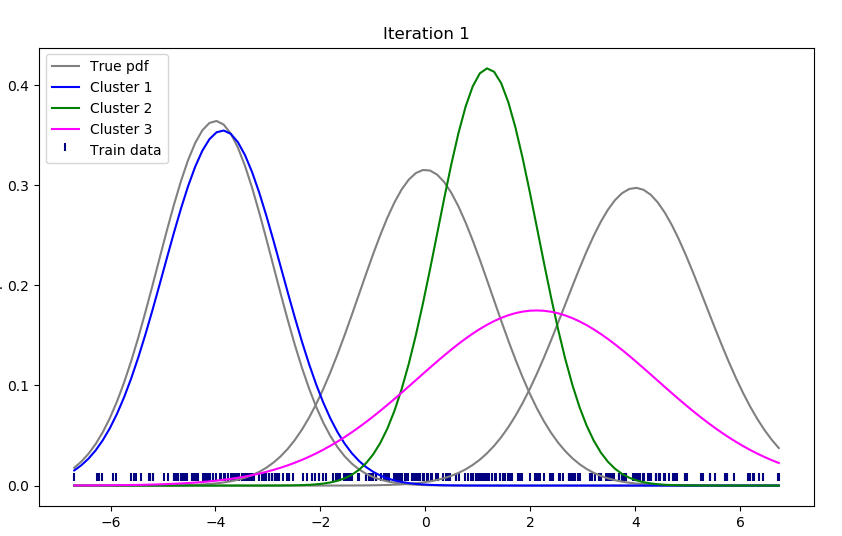 Iteration 1
True pdf
Cluster 1
Cluster 2
Cluster 3
Train data
0.4
0.3
0.2
0.1
0.0
−6
−4
−2
0
2
4
6